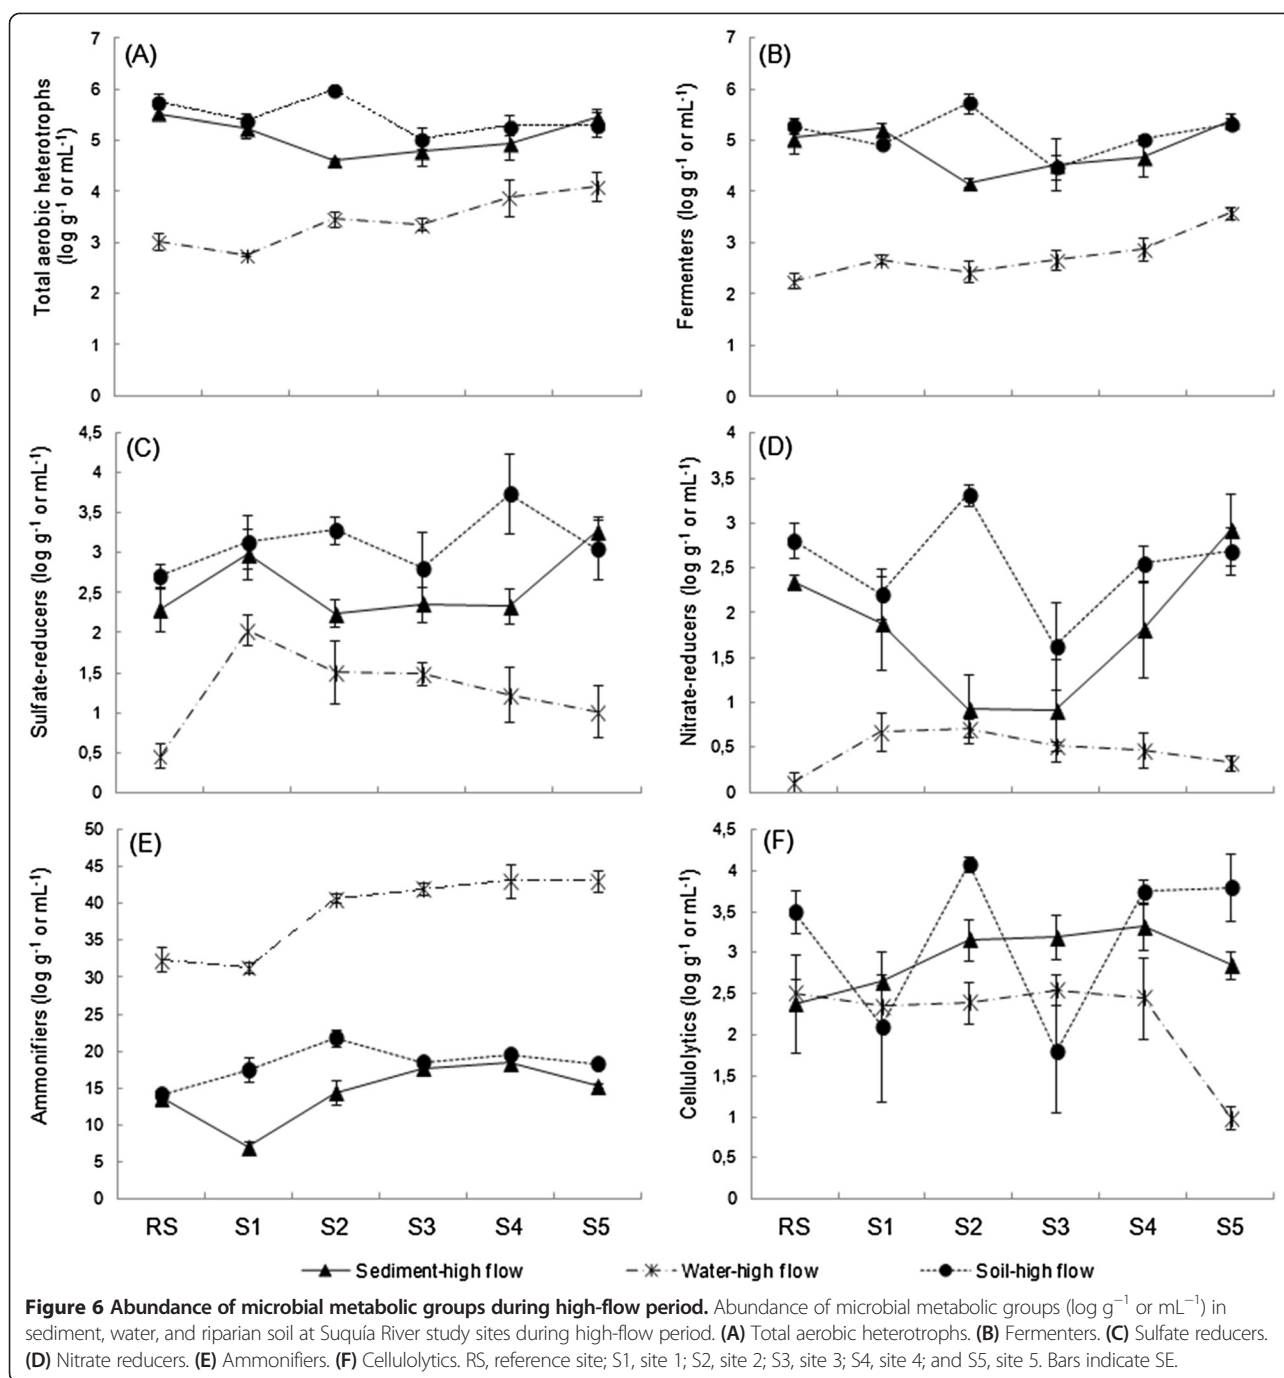 (A)
Total aerobic heterotrophs
(log g⁻¹ or mL⁻¹)
7
6
5
4
3
2
1
0
(B)
Fermenters (log g⁻¹ or mL⁻¹)
7
6
5
4
3
2
1
0
(C)
Sulfate-reducers (log g⁻¹ or mL⁻¹)
4,5
4
3,5
3
2,5
2
1,5
1
0,5
0
(D)
Nitrate-reducers (log g⁻¹ or mL⁻¹)
4
3,5
3
2,5
2
1,5
1
0,5
0
(E)
Ammonifiers (log g⁻¹ or mL⁻¹)
50
45
40
35
30
25
20
15
10
5
0
RS S1 S2 S3 S4 S5
(F)
Cellulolytics (log g⁻¹ or mL⁻¹)
4,5
4
3,5
3
2,5
2
1,5
1
0,5
0
RS S1 S2 S3 S4 S5
Sediment-high flow Water-high flow Soil-high flow
Figure 6 Abundance of microbial metabolic groups during high-flow period. Abundance of microbial metabolic groups (log g⁻¹ or mL⁻¹) in
sediment, water, and riparian soil at Suquía River study sites during high-flow period. (A) Total aerobic heterotrophs. (B) Fermenters. (C) Sulfate reducers.
(D) Nitrate reducers. (E) Ammonifiers. (F) Cellulolytics. RS, reference site; S1, site 1; S2, site 2; S3, site 3; S4, site 4; and S5, site 5. Bars indicate SE.